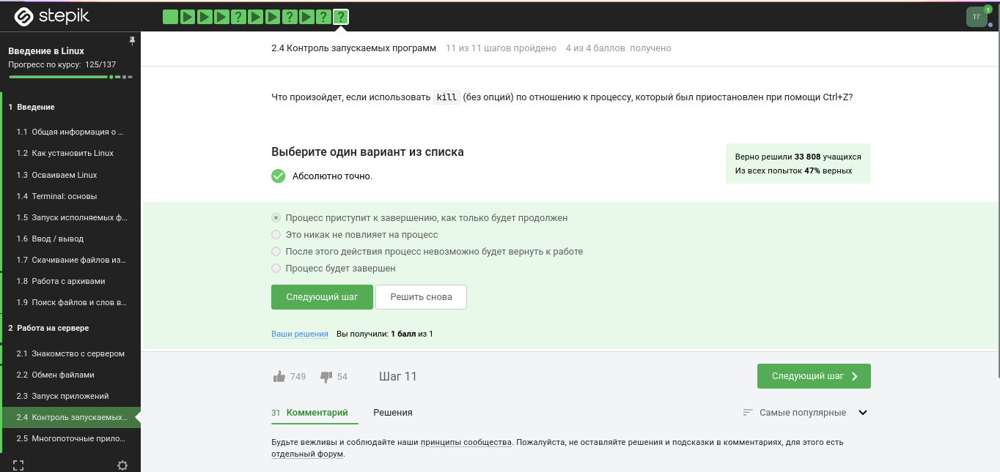 stepik
? ? ? ?
ТГ
1
Введение в Linux
Прогресс по курсу: 125/137
1 Введение
1.1 Общая информация о ...
1.2 Как установить Linux
1.3 Осваиваем Linux
1.4 Terminal: основы
1.5 Запуск исполняемых ф...
1.6 Ввод / вывод
1.7 Скачивание файлов из...
1.8 Работа с архивами
1.9 Поиск файлов и слов в...
2 Работа на сервере
2.1 Знакомство с сервером
2.2 Обмен файлами
2.3 Запуск приложений
2.4 Контроль запускаемых...
2.5 Многопоточные прило...
2.4 Контроль запускаемых программ 11 из 11 шагов пройдено 4 из 4 баллов получено
Что произойдет, если использовать kill (без опций) по отношению к процессу, который был приостановлен при помощи Ctrl+Z?
Выберите один вариант из списка
Абсолютно точно.
Верно решили 33 808 учащихся
Из всех попыток 47% верных
Процесс приступит к завершению, как только будет продолжен
Это никак не повлияет на процесс
После этого действия процесс невозможно будет вернуть к работе
Процесс будет завершен
Следующий шаг Решить снова
Ваши решения Вы получили: 1 балл из 1
749 54 Шаг 11 Следующий шаг
31 Комментарий Решения Самые популярные
Будьте вежливы и соблюдайте наши принципы сообщества. Пожалуйста, не оставляйте решения и подсказки в комментариях, для этого есть
отдельный форум.